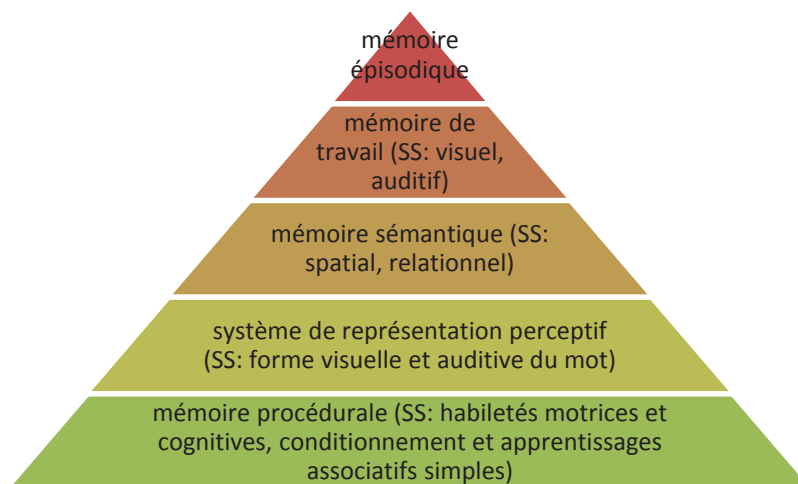 mémoire
épisodique
mémoire de
travail (SS: visuel,
auditif)
mémoire sémantique (SS:
spatial, relationnel)
système de représentation perceptif
(SS: forme visuelle et auditive du mot)
mémoire procédurale (SS: habiletés motrices et
cognitives, conditionnement et apprentissages
associatifs simples)